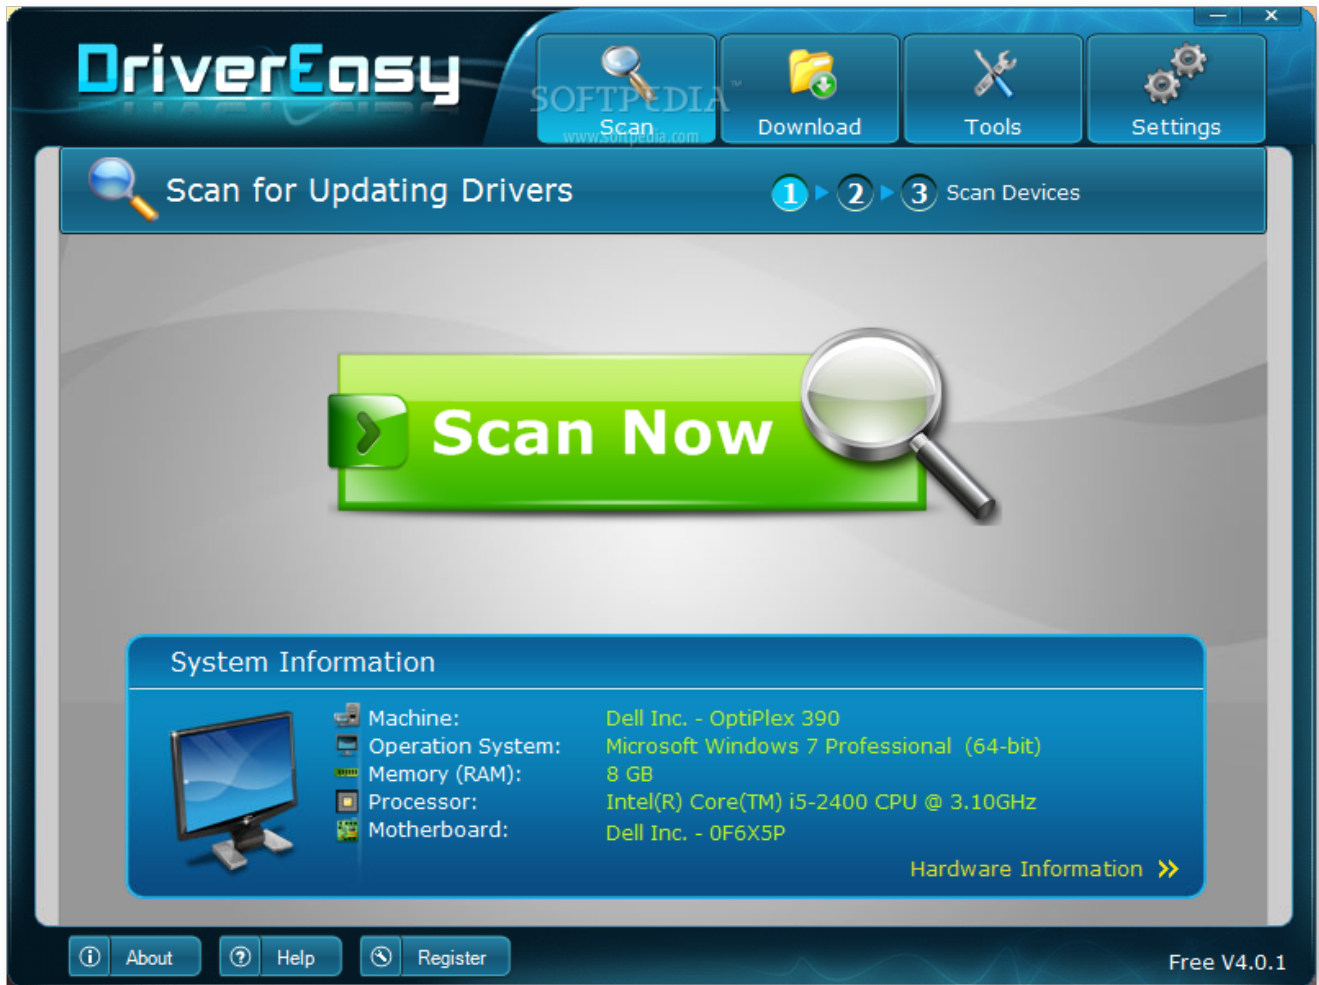 DriverEasy
SOFTPEDIA™
www.softpedia.com
Scan
Download
Tools
Settings
Scan for Updating Drivers
1 2 3 Scan Devices
Scan Now
System Information
Machine: Dell Inc. - OptiPlex 390
Operation System: Microsoft Windows 7 Professional (64-bit)
Memory (RAM): 8 GB
Processor: Intel(R) Core(TM) i5-2400 CPU @ 3.10GHz
Motherboard: Dell Inc. - 0F6X5P
Hardware Information
About
Help
Register
Free V4.0.1